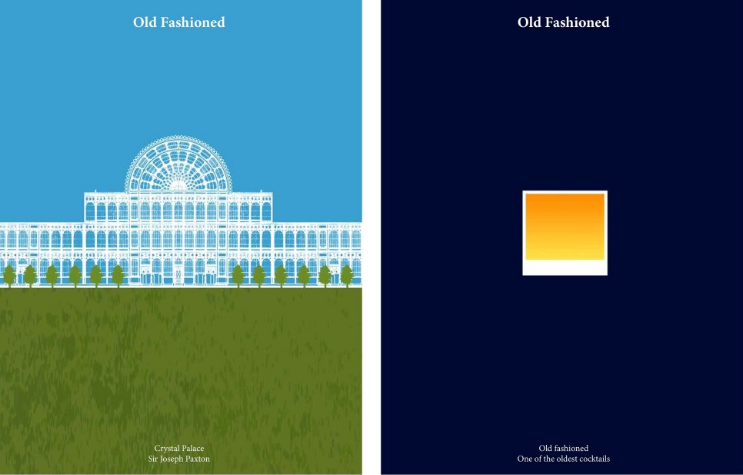 Old Fashioned
Crystal Palace
Sir Joseph Paxton
Old Fashioned
Old fashioned
One of the oldest cocktails